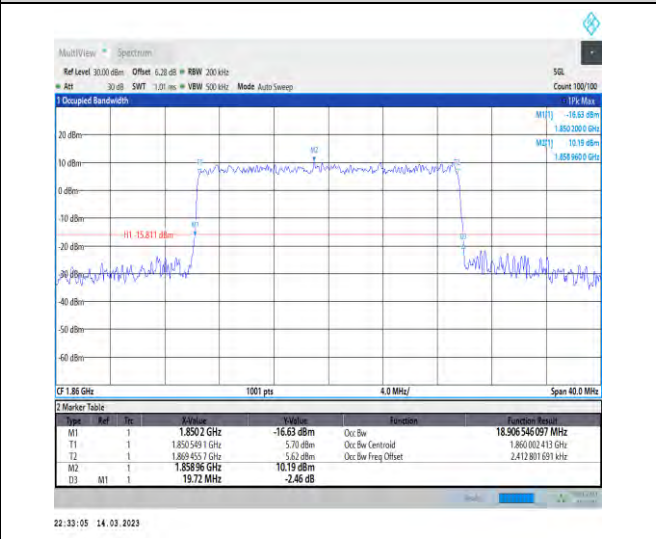 MultiView Spectrum
Ref Level 30.00 dBm Offset 6.28 dB RBW 200 kHz SGL
Att 30 dB SWT 1.01 ms VBW 500 kHz Mode Auto Sweep Count 100/100
1 Occupied Bandwidth 1Pk Max
M1[1] -16.63 dBm
1.850 200 0 GHz
M2[1] 10.19 dBm
1.858 960 0 GHz
20 dBm
M2
10 dBm
0 dBm
-10 dBm
M1
H1 -15.811 dBm
-20 dBm
-30 dBm
-40 dBm
-50 dBm
-60 dBm
CF 1.86 GHz 1001 pts 4.0 MHz/ Span 40.0 MHz
2 Marker Table
Type Ref Trc X-Value Y-Value Function Function Result
M1 1 1.850 2 GHz -16.63 dBm Occ Bw 18.906 546 097 MHz
T1 1 1.850 549 1 GHz 5.70 dBm Occ Bw Centroid 1.860 002 413 GHz
T2 1 1.869 455 7 GHz 5.62 dBm Occ Bw Freq Offset 2.412 801 691 kHz
M2 1 1.858 96 GHz 10.19 dBm
D3 M1 1 19.72 MHz -2.46 dB
22:33:05 14.03.2023